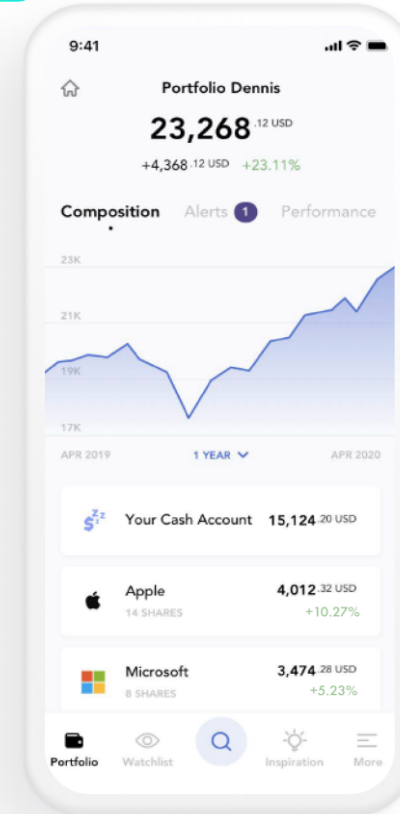 9:41
Portfolio Dennis
23,268.12 USD
+4,368.12 USD +23.11%
Composition Alerts 1 Performance
23K
21K
19K
17K
APR 2019 1 YEAR APR 2020
$zzz Your Cash Account 15,124.20 USD
Apple 4,012.32 USD
14 SHARES +10.27%
Microsoft 3,474.28 USD
8 SHARES +5.23%
Portfolio Watchlist Inspiration More